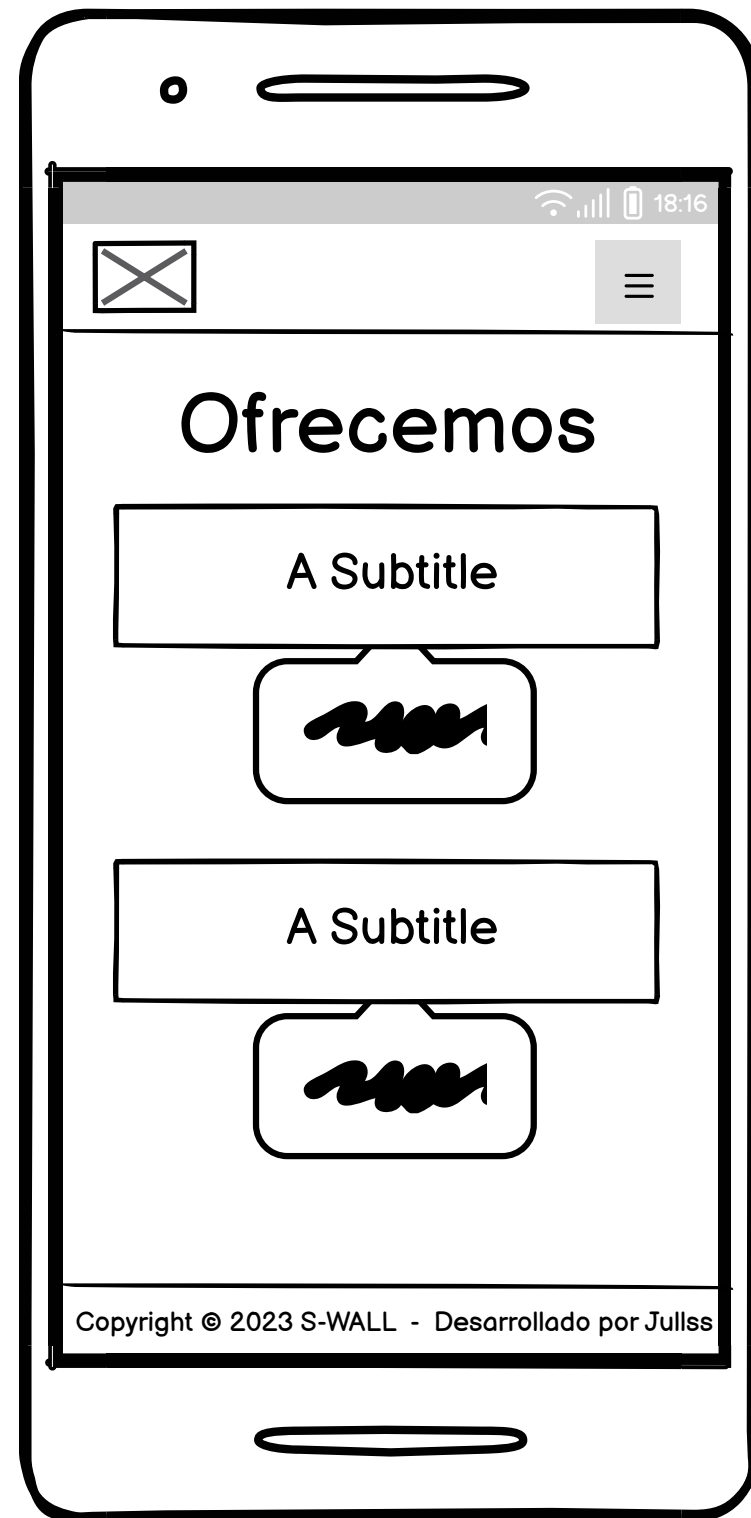 18:16
Ofrecemos
A Subtitle
A Subtitle
Copyright © 2023 S-WALL - Desarrollado por Jullss